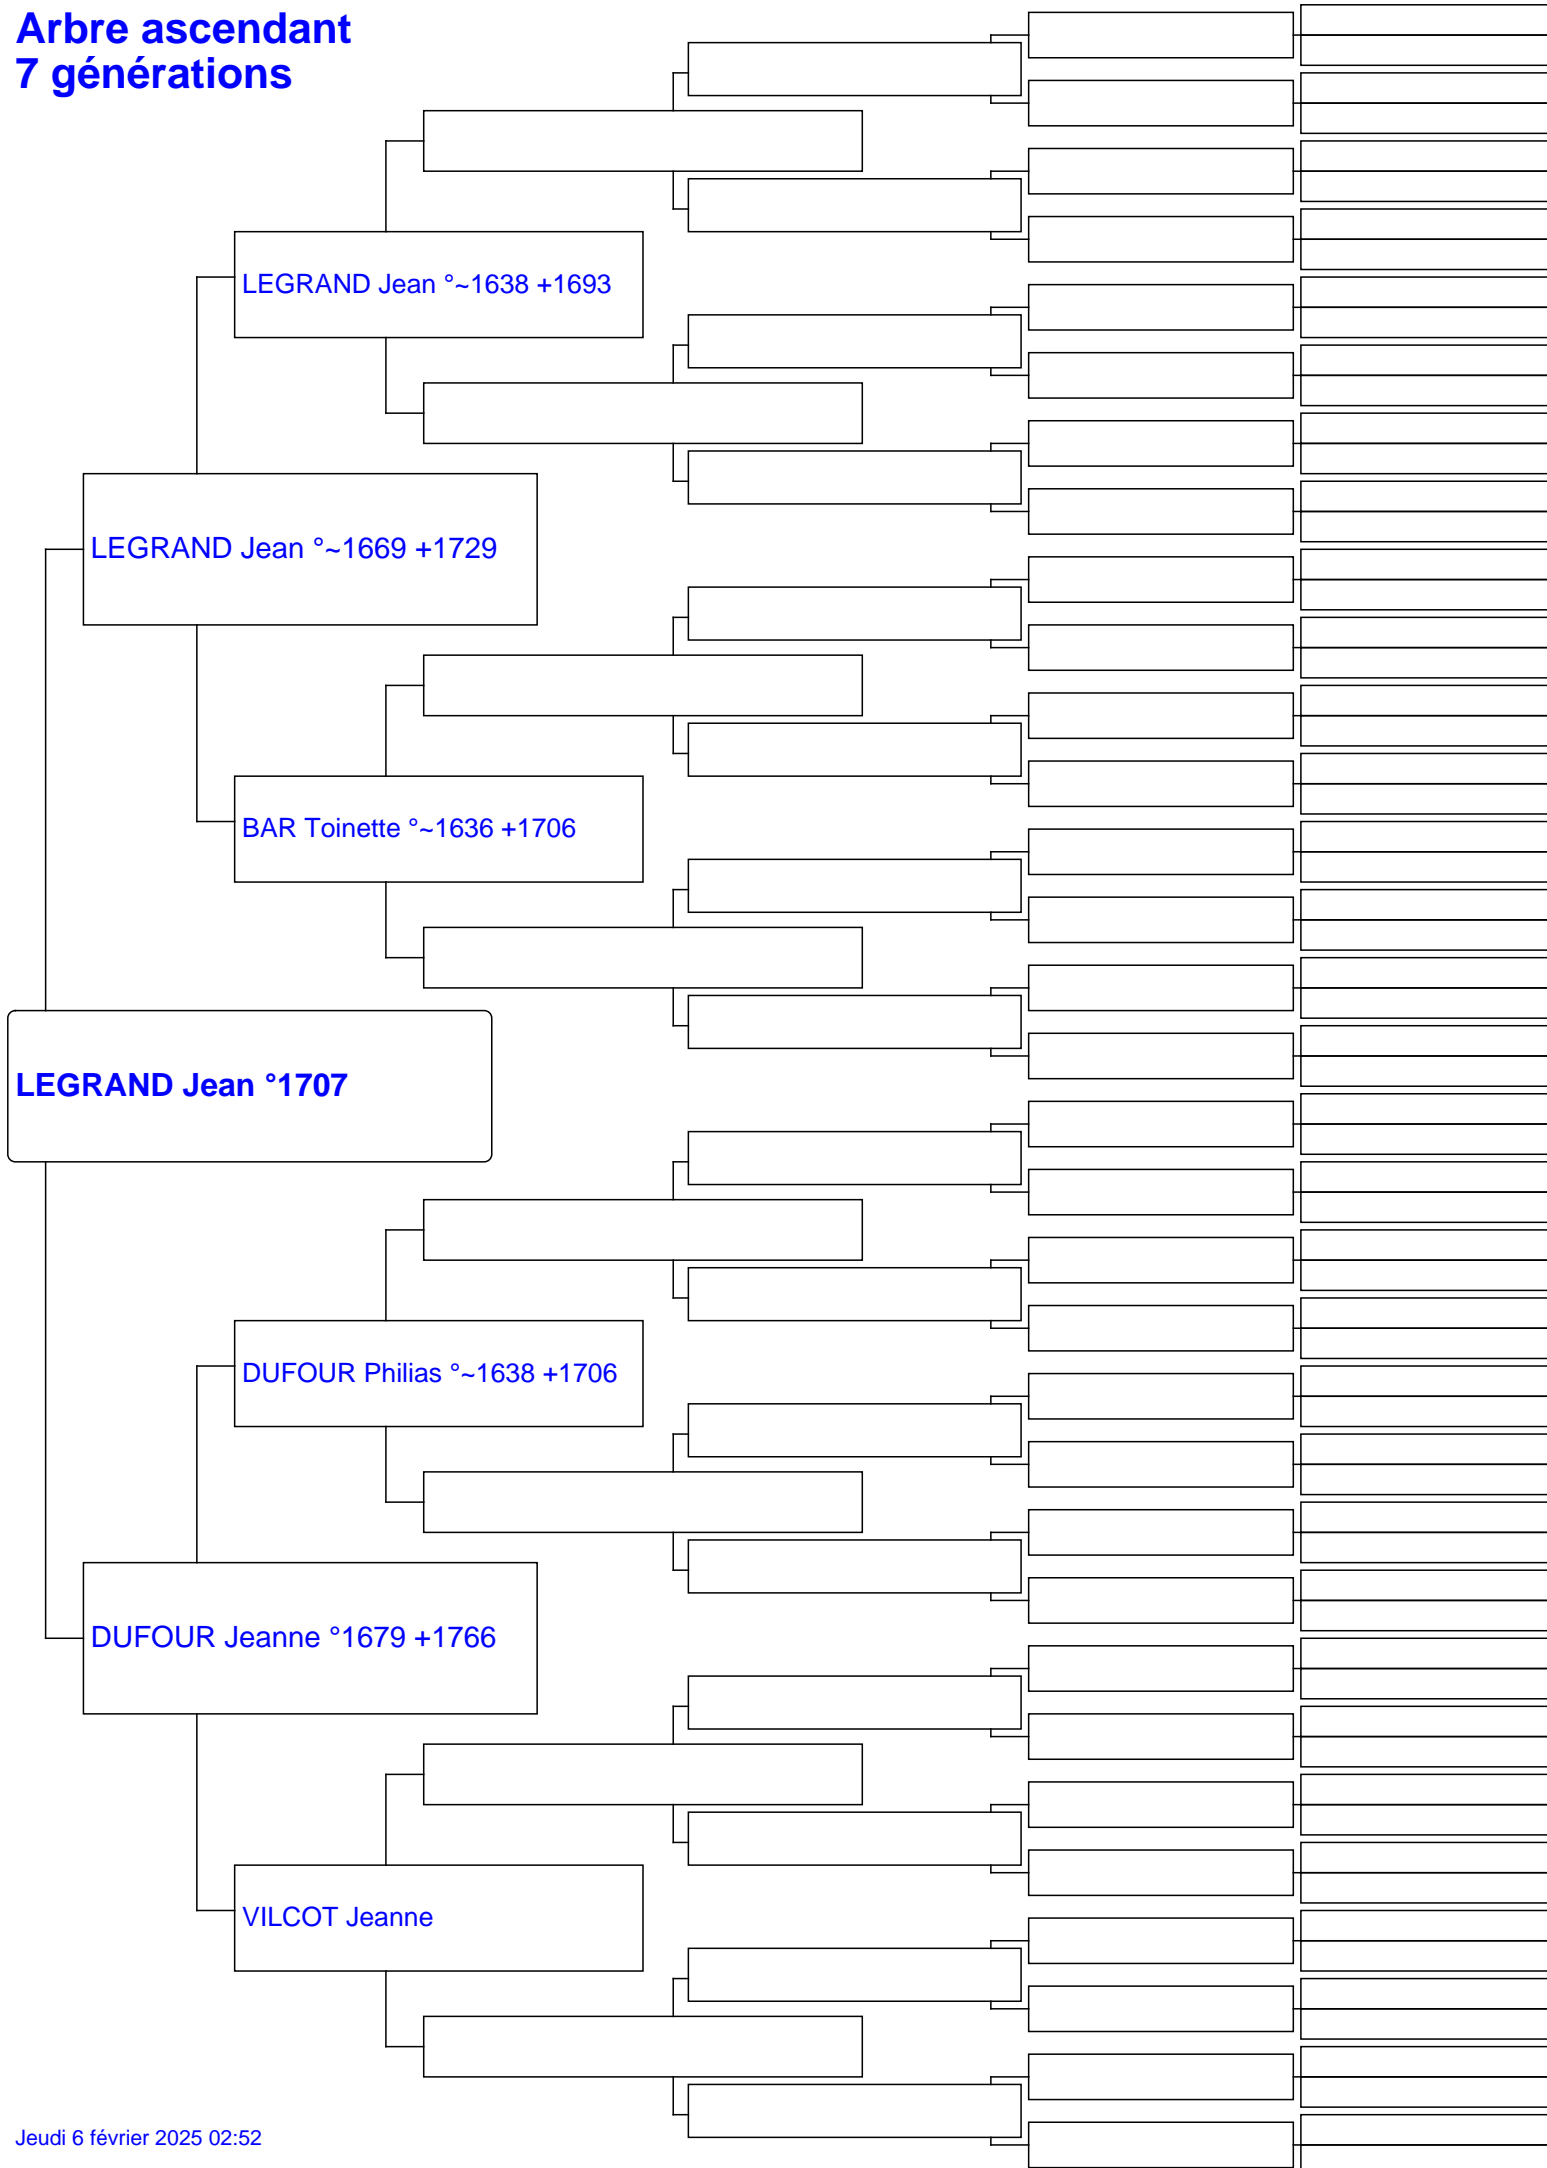 Arbre ascendant
7 générations
LEGRAND Jean °~1638 +1693
LEGRAND Jean °~1669 +1729
BAR Toinette °~1636 +1706
LEGRAND Jean °1707
DUFOUR Philias °~1638 +1706
DUFOUR Jeanne °1679 +1766
VILCOT Jeanne
Jeudi 6 février 2025 02:52